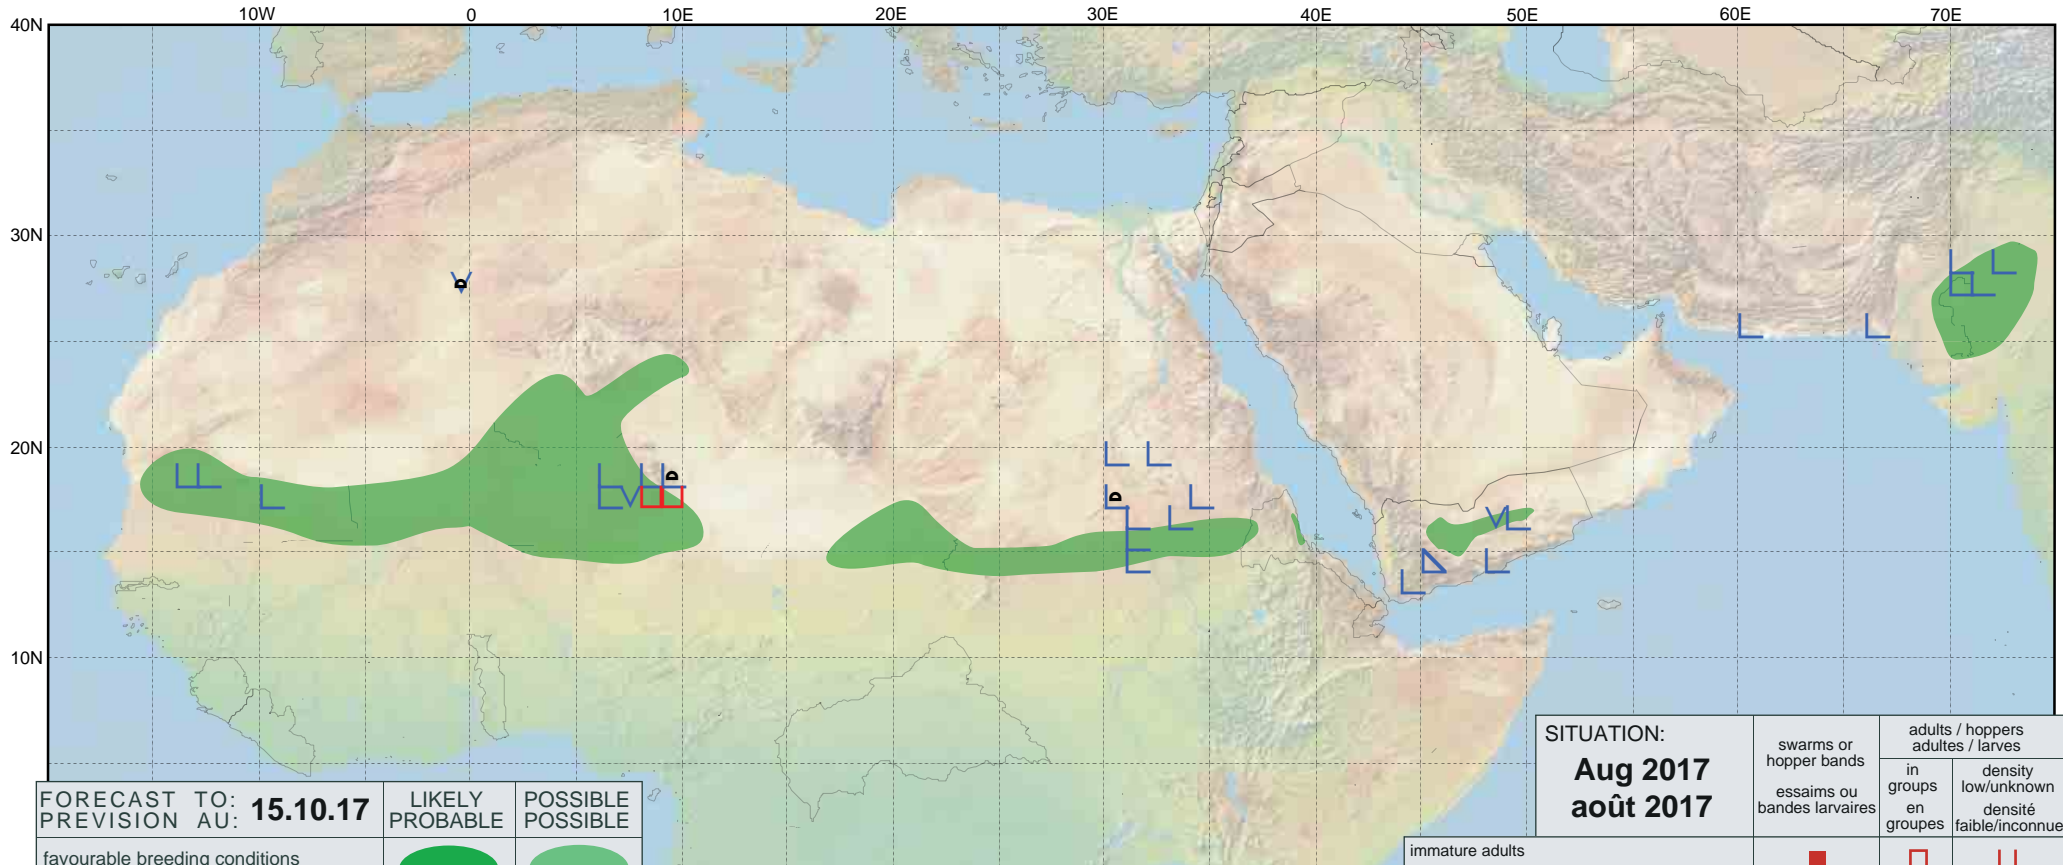 10W 0 10E 20E 30E 40E 50E 60E 70E
40N
30N
20N
10N
D
D
D
FORECAST TO:
PREVISION AU:
15.10.17
LIKELY
PROBABLE
POSSIBLE
POSSIBLE
favourable breeding conditions
SITUATION:
Aug 2017
août 2017
swarms or
hopper bands
essaims ou
bandes larvaires
adults / hoppers
adultes / larves
in
groups
en
groupes
density
low/unknown
densité
faible/inconnue
immature adults